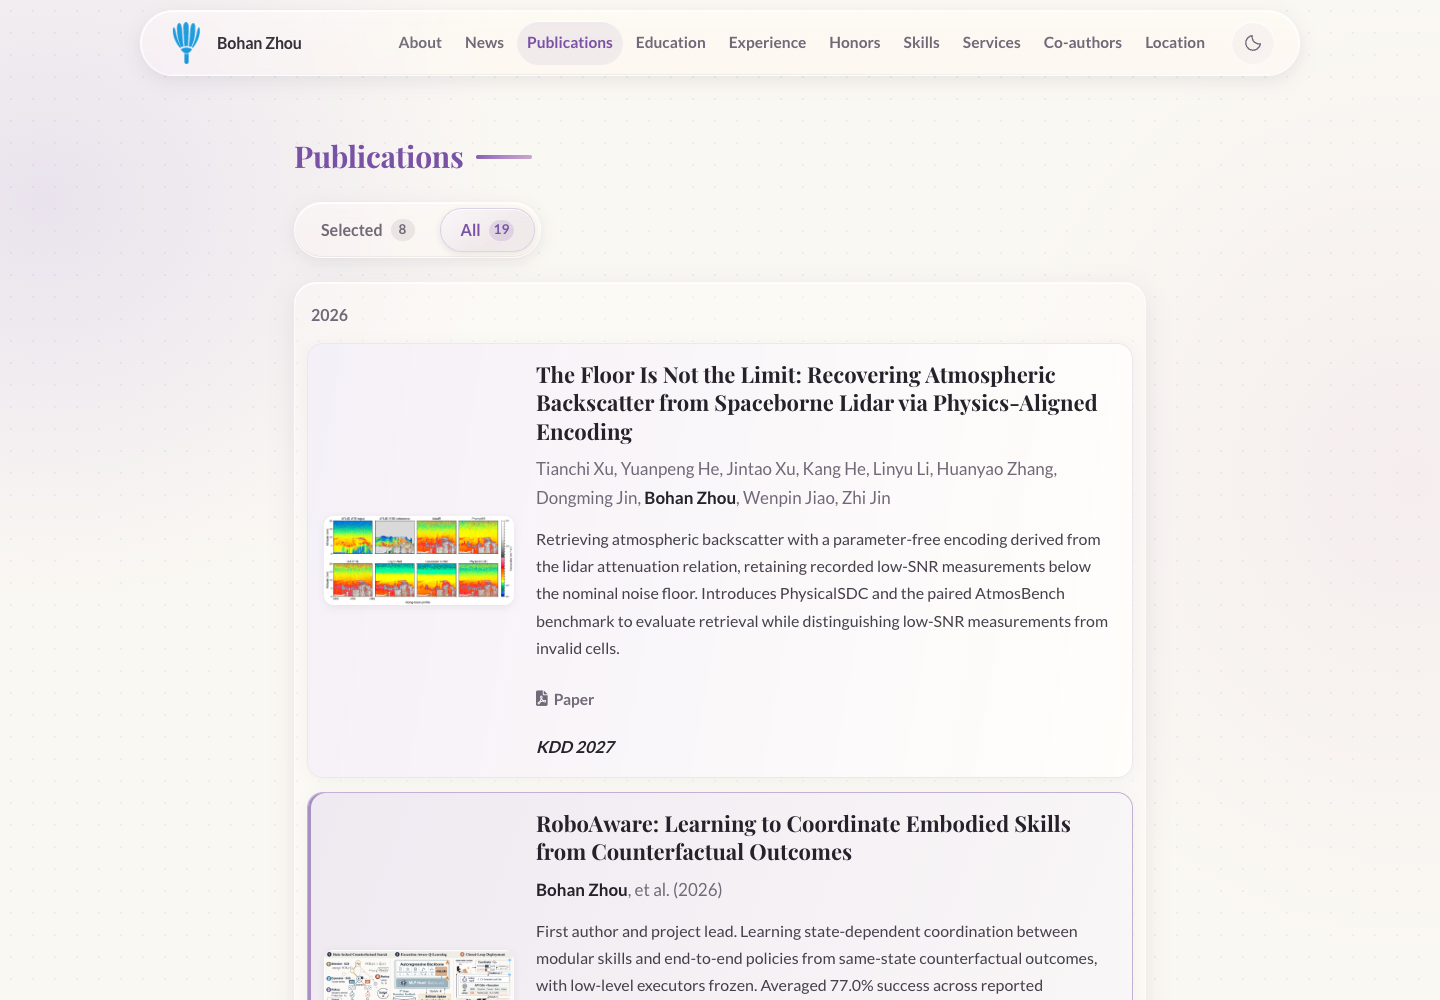 Bohan Zhou
About
News
Publications
Education
Experience
Honors
Skills
Services
Co-authors
Location
Publications
Selected 8
All 19
2026
The Floor Is Not the Limit: Recovering Atmospheric
Backscatter from Spaceborne Lidar via Physics-Aligned
Encoding
Tianchi Xu, Yuanpeng He, Jintao Xu, Kang He, Linyu Li, Huanyao Zhang,
Dongming Jin, Bohan Zhou, Wenpin Jiao, Zhi Jin
Retrieving atmospheric backscatter with a parameter-free encoding derived from
the lidar attenuation relation, retaining recorded low-SNR measurements below
the nominal noise floor. Introduces PhysicalSDC and the paired AtmosBench
benchmark to evaluate retrieval while distinguishing low-SNR measurements from
invalid cells.
Paper
KDD 2027
RoboAware: Learning to Coordinate Embodied Skills
from Counterfactual Outcomes
Bohan Zhou, et al. (2026)
First author and project lead. Learning state-dependent coordination between
modular skills and end-to-end policies from same-state counterfactual outcomes,
with low-level executors frozen. Averaged 77.0% success across reported